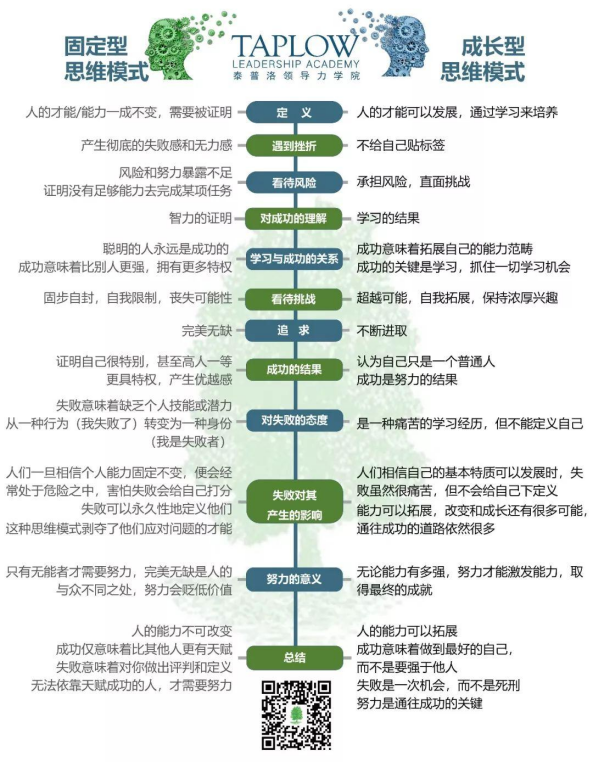 固定型
思维模式
TAPLOW
LEADERSHIP ACADEMY
泰普洛领导力学院
成长型
思维模式
人的才能/能力一成不变，需要被证明
定 义
人的才能可以发展，通过学习来培养
产生彻底的失败感和无力感
遇到挫折
不给自己贴标签
风险和努力暴露不足
证明没有足够能力去完成某项任务
看待风险
承担风险，直面挑战
智力的证明
对成功的理解
学习的结果
聪明的人永远是成功的
成功意味着比别人更强，拥有更多特权
学习与成功的关系
成功意味着拓展自己的能力范畴
成功的关键是学习，抓住一切学习机会
固步自封，自我限制，丧失可能性
看待挑战
超越可能，自我拓展，保持浓厚兴趣
完美无缺
追 求
不断进取
证明自己很特别，甚至高人一等
更具特权，产生优越感
成功的结果
认为自己只是一个普通人
成功是努力的结果
失败意味着缺乏个人技能或潜力
从一种行为（我失败了）转变为一种身份
（我是失败者）
对失败的态度
是一种痛苦的学习经历，但不能定义自己
人们一旦相信个人能力固定不变，便会经
常处于危险之中，害怕失败会给自己打分
失败可以永久性地定义他们
这种思维模式剥夺了他们应对问题的才能
失败对其
产生的影响
人们相信自己的基本特质可以发展时，失
败虽然很痛苦，但不会给自己下定义
能力可以拓展，改变和成长还有很多可能，
通往成功的道路依然很多
只有无能者才需要努力，完美无缺是人的
与众不同之处，努力会贬低价值
努力的意义
无论能力有多强，努力才能激发能力，取
得最终的成就
人的能力不可改变
成功仅意味着比其他人更有天赋
失败意味着对你做出评判和定义
无法依靠天赋成功的人，才需要努力
总结
人的能力可以拓展
成功意味着做到最好的自己，
而不是要强于他人
失败是一次机会，而不是死刑
努力是通往成功的关键